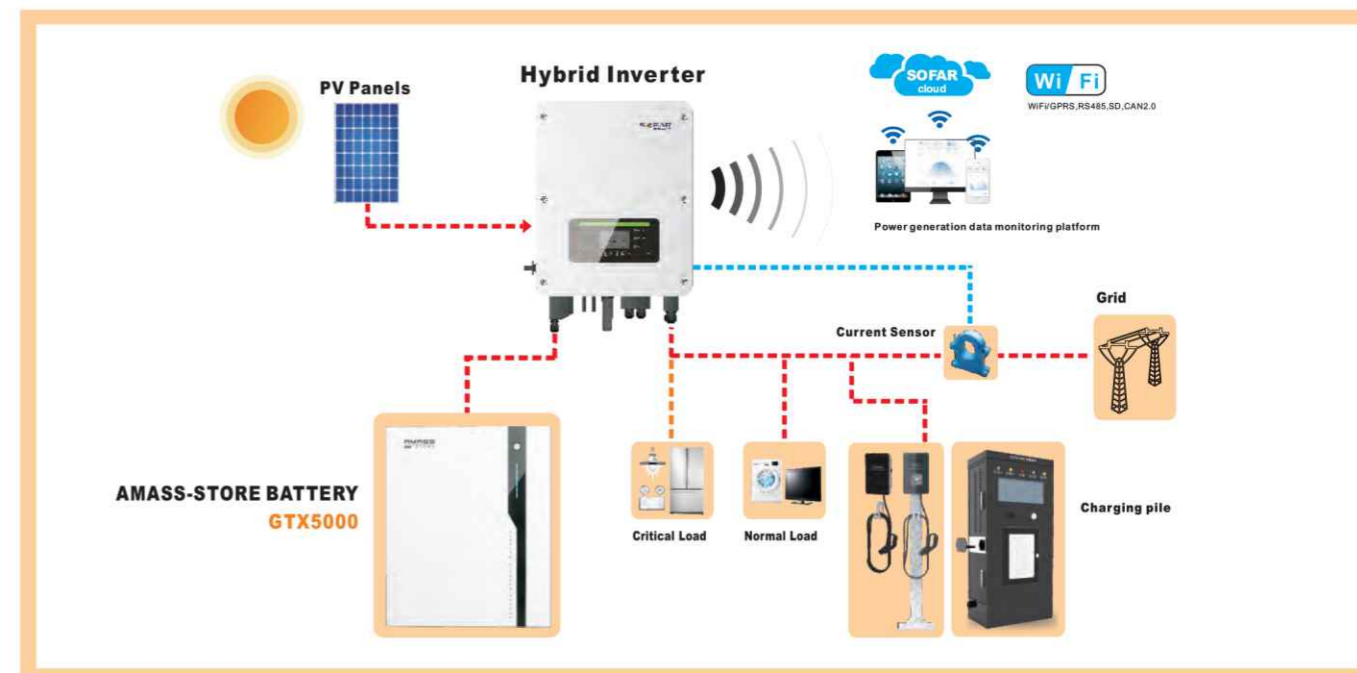 PV Panels
Hybrid Inverter
SOFAR
cloud
Wi Fi
WiFi/GPRS,RS485,SD,CAN2.0
Power generation data monitoring platform
Grid
Current Sensor
AMASS
AMASS-STORE BATTERY
GTX5000
Critical Load
Normal Load
Charging pile